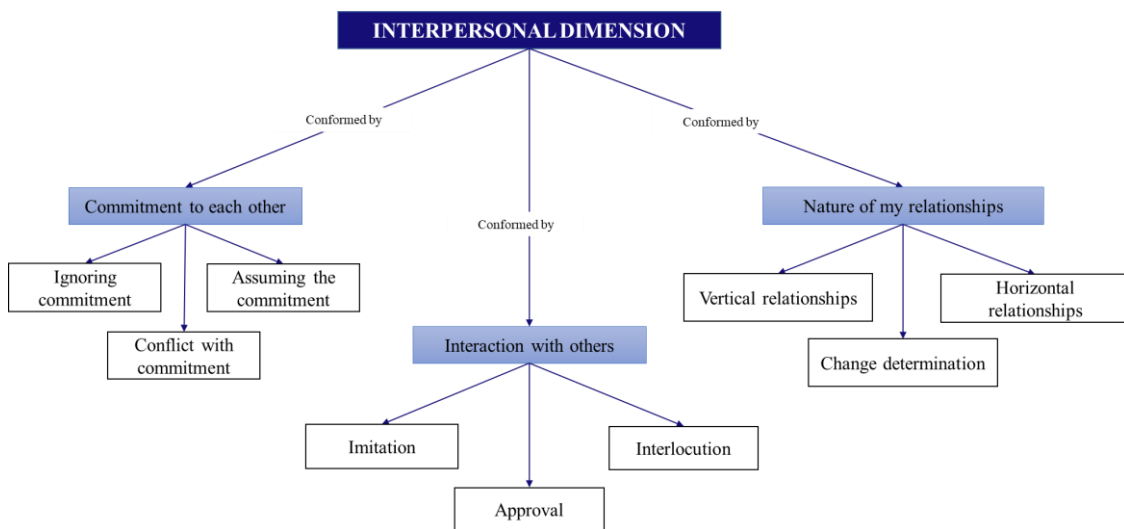 INTERPERSONAL DIMENSION
Conformed by
Conformed by
Commitment to each other
Conformed by
Nature of my relationships
Ignoring
commitment
Assuming the
commitment
Conflict with
commitment
Vertical relationships
Horizontal
relationships
Change determination
Interaction with others
Imitation
Interlocution
Approval